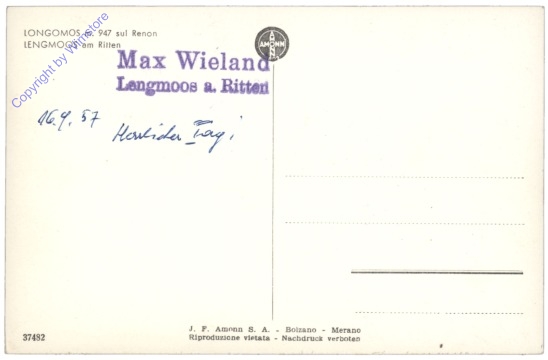 LONGOMOS m. 947 sul Renon
LENGMOOS am Ritten
AMONN
Max Wieland
Lengmoos a. Ritten
Copyright by Wimstore
16.9.57 Herrlicher Tag!
J. F. Amonn S. A. - Bolzano - Merano
Riproduzione vietata - Nachdruck verboten
37482